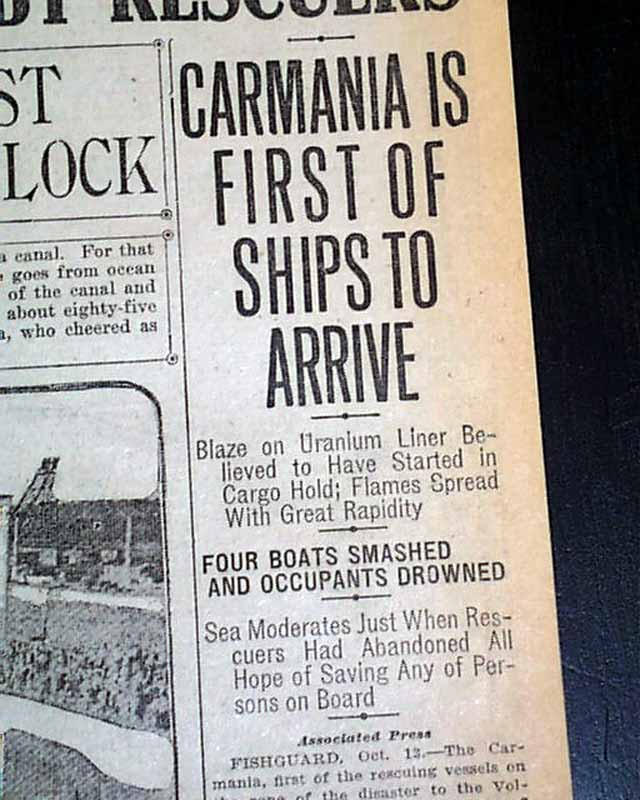 RESCUERS
ST
LOCK
a canal. For that
goes from ocean
of the canal and
about eighty-five
a, who cheered as
CARMANIA IS
FIRST OF
SHIPS TO
ARRIVE
Blaze on Uranium Liner Be-
lieved to Have Started in
Cargo Hold; Flames Spread
With Great Rapidity
FOUR BOATS SMASHED
AND OCCUPANTS DROWNED
Sea Moderates Just When Res-
cuers Had Abandoned All
Hope of Saving Any of Per-
sons on Board
Associated Press
FISHGUARD, Oct. 13.—The Car-
mania, first of the rescuing vessels on
the zone of the disaster to the Vol-